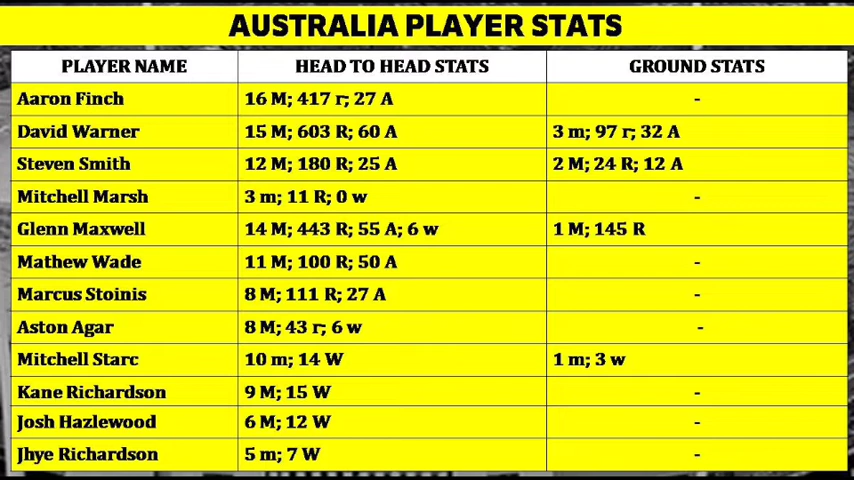 AUSTRALIA PLAYER STATS
PLAYER NAME HEAD TO HEAD STATS GROUND STATS
Aaron Finch 16 M; 417 r; 27 A -
David Warner 15 M; 603 R; 60 A 3 m; 97 r; 32 A
Steven Smith 12 M; 180 R; 25 A 2 M; 24 R; 12 A
Mitchell Marsh 3 m; 11 R; 0 w -
Glenn Maxwell 14 M; 443 R; 55 A; 6 w 1 M; 145 R
Mathew Wade 11 M; 100 R; 50 A -
Marcus Stoinis 8 M; 111 R; 27 A -
Aston Agar 8 M; 43 r; 6 w -
Mitchell Starc 10 m; 14 W 1 m; 3 w
Kane Richardson 9 M; 15 W -
Josh Hazlewood 6 M; 12 W -
Jhye Richardson 5 m; 7 W -